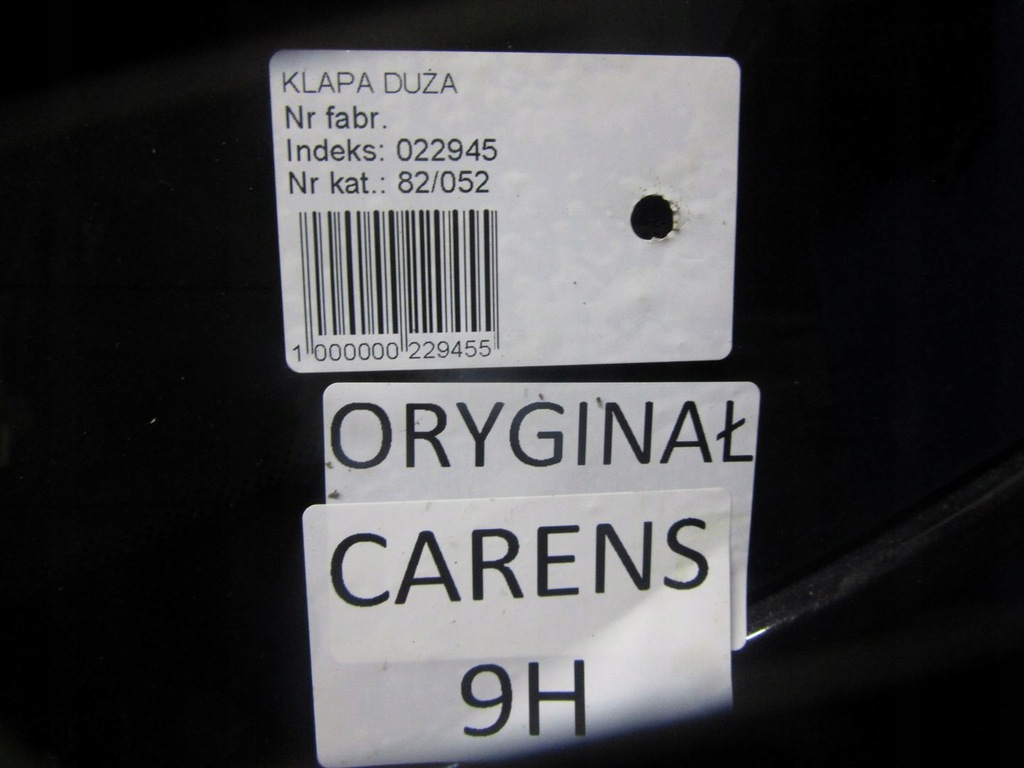 KLAPA DUŻA
Nr fabr.
Indeks: 022945
Nr kat.: 82/052
1 000000 229455
ORYGINAŁ
CARENS
9H